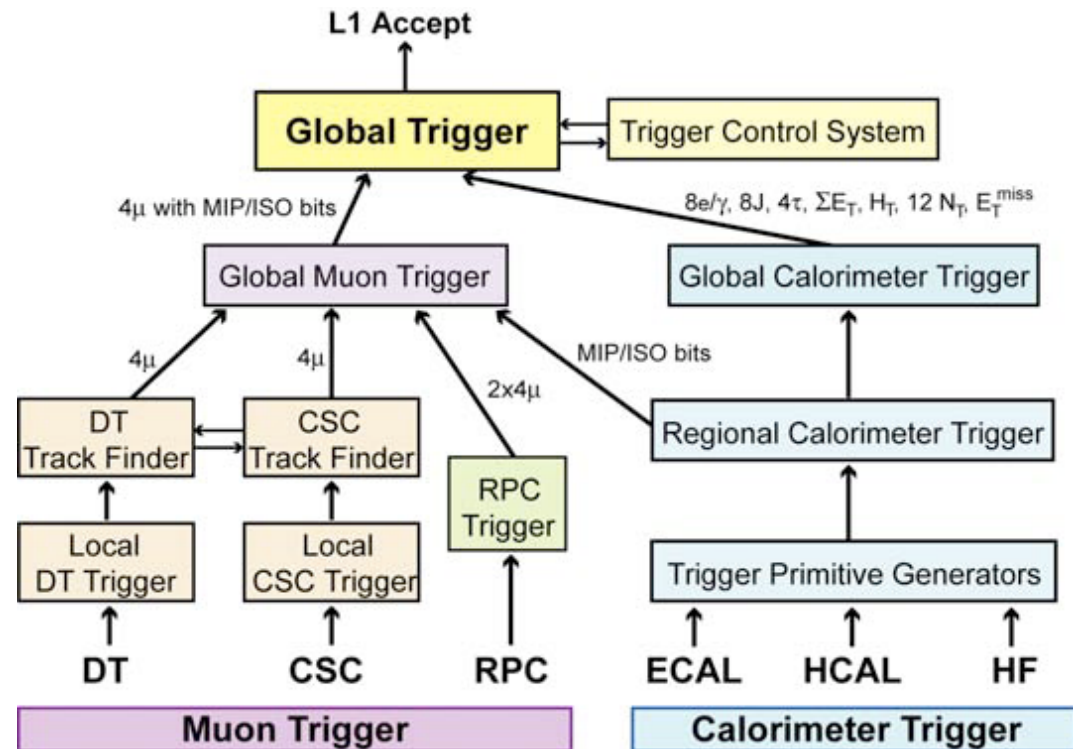 L1 Accept
Global Trigger
Trigger Control System
4μ with MIP/ISO bits
8e/γ, 8J, 4τ, ΣE_T, H_T, 12 N_T, E_T^miss
Global Muon Trigger
Global Calorimeter Trigger
4μ
4μ
2x4μ
MIP/ISO bits
DT
Track Finder
CSC
Track Finder
Regional Calorimeter Trigger
RPC
Trigger
Local
DT Trigger
Local
CSC Trigger
Trigger Primitive Generators
DT
CSC
RPC
ECAL
HCAL
HF
Muon Trigger
Calorimeter Trigger